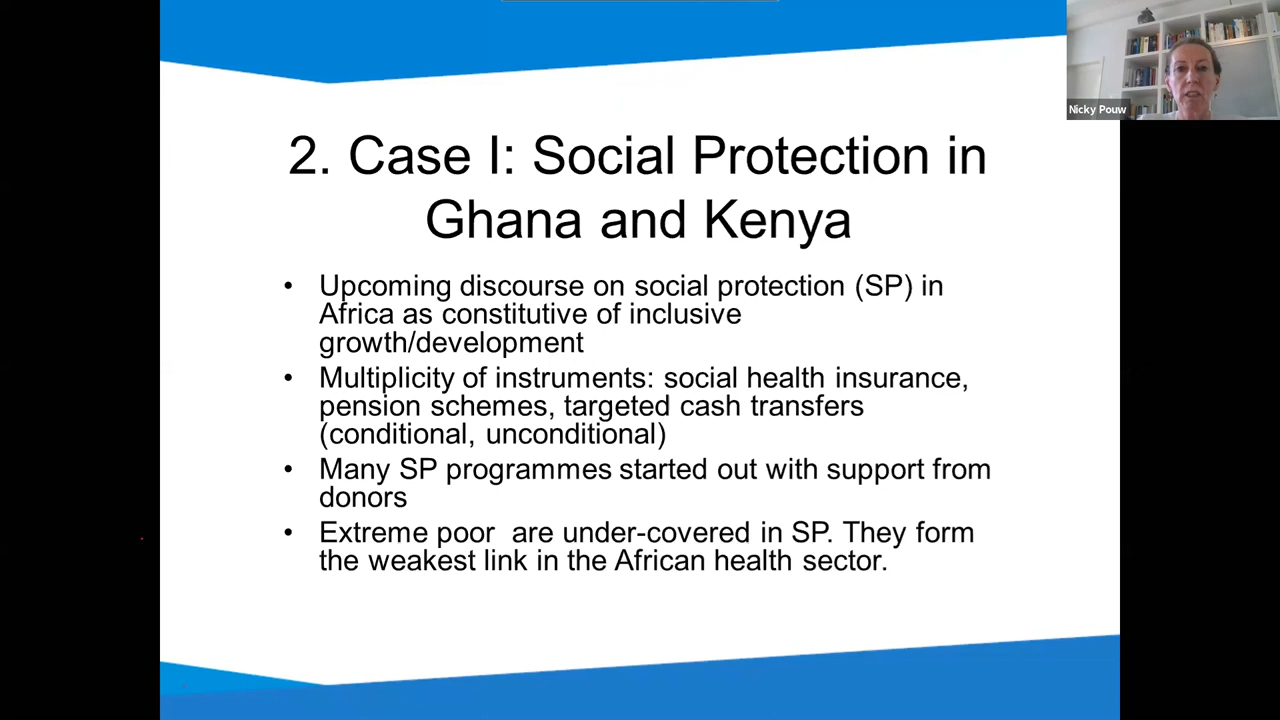 Nicky Pouw
2. Case I: Social Protection in
Ghana and Kenya
• Upcoming discourse on social protection (SP) in
Africa as constitutive of inclusive
growth/development
• Multiplicity of instruments: social health insurance,
pension schemes, targeted cash transfers
(conditional, unconditional)
• Many SP programmes started out with support from
donors
• Extreme poor  are under-covered in SP. They form
the weakest link in the African health sector.